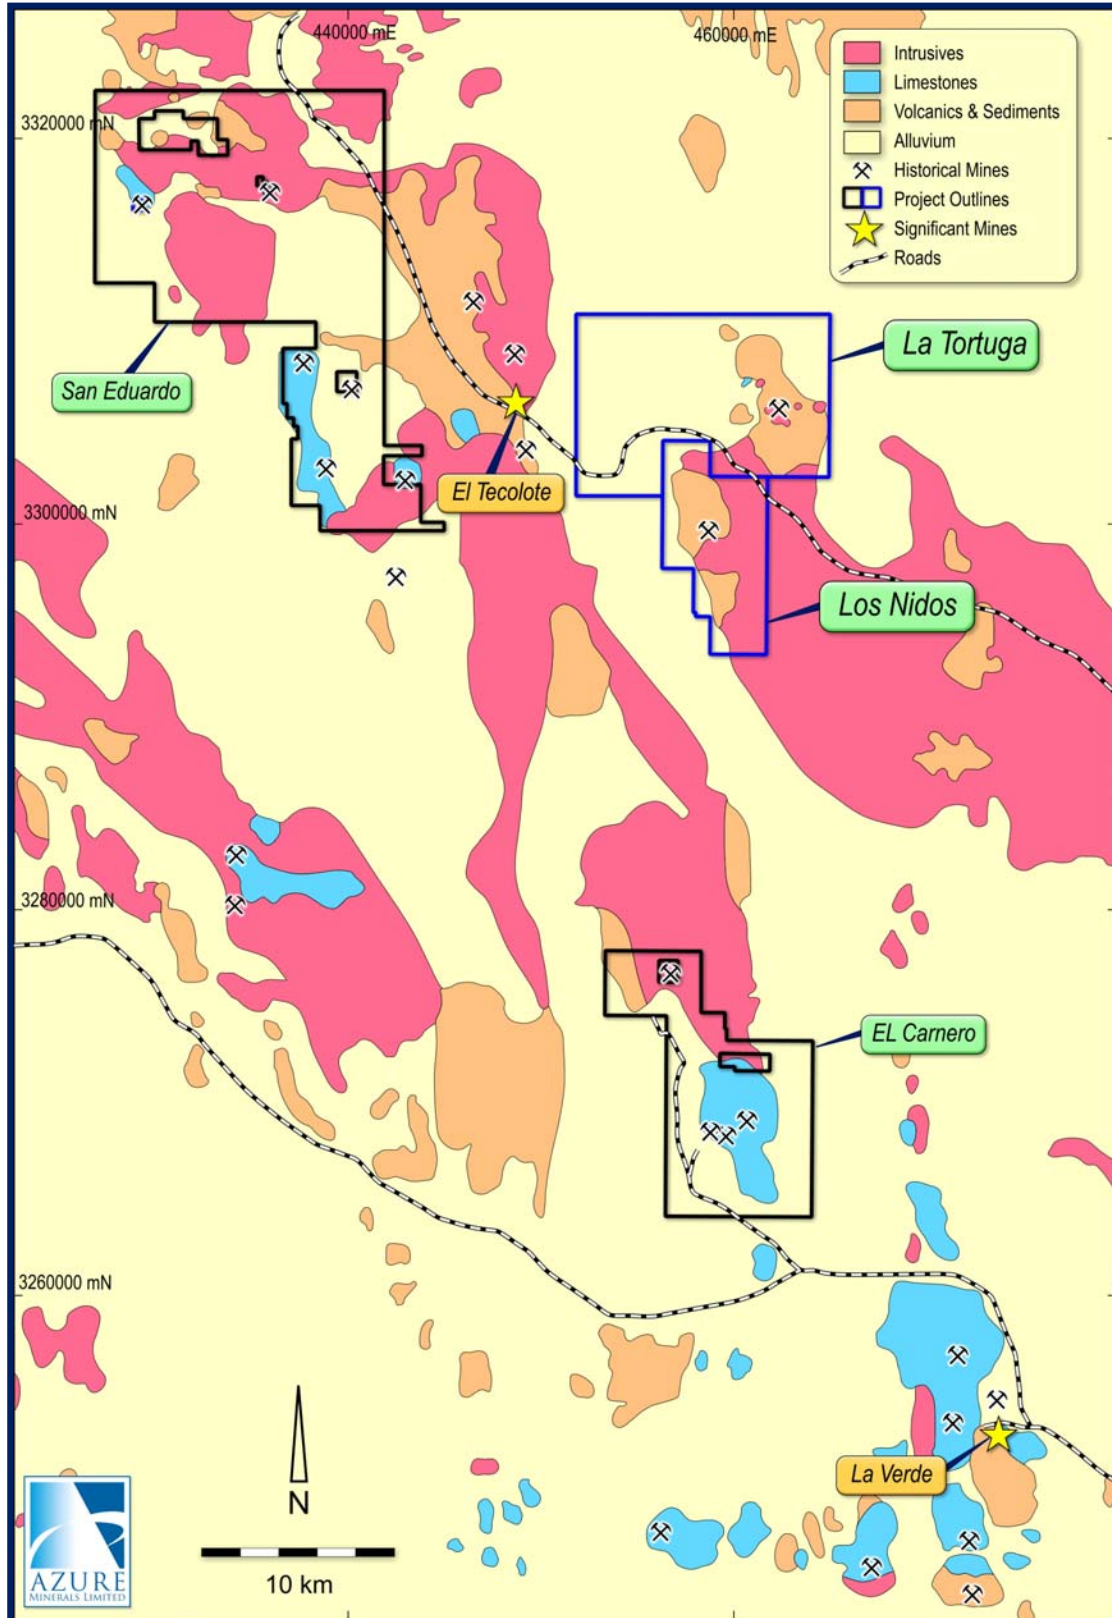 440000 mE
460000 mE
Intrusives
Limestones
Volcanics & Sediments
Alluvium
Historical Mines
Project Outlines
Significant Mines
Roads
3320000 mN
La Tortuga
San Eduardo
El Tecolote
3300000 mN
Los Nidos
3280000 mN
EL Carnero
3260000 mN
La Verde
N
10 km
AZURE
MINERALS LIMITED